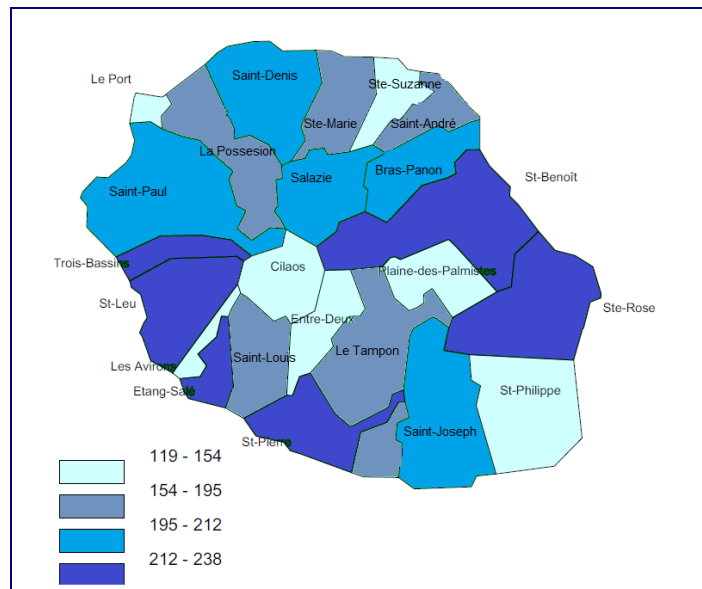 Saint-Denis
Le Port
Ste-Suzanne
Ste-Marie
Saint-André
La Possesion
Salazie
Bras-Panon
St-Benoît
Saint-Paul
Trois-Bassins
Cilaos
Plaine-des-Palmistes
St-Leu
Ste-Rose
Entre-Deux
Le Tampon
Saint-Louis
Les Avirons
Etang-Salé
St-Philippe
Saint-Joseph
St-Pierre
119 - 154
154 - 195
195 - 212
212 - 238